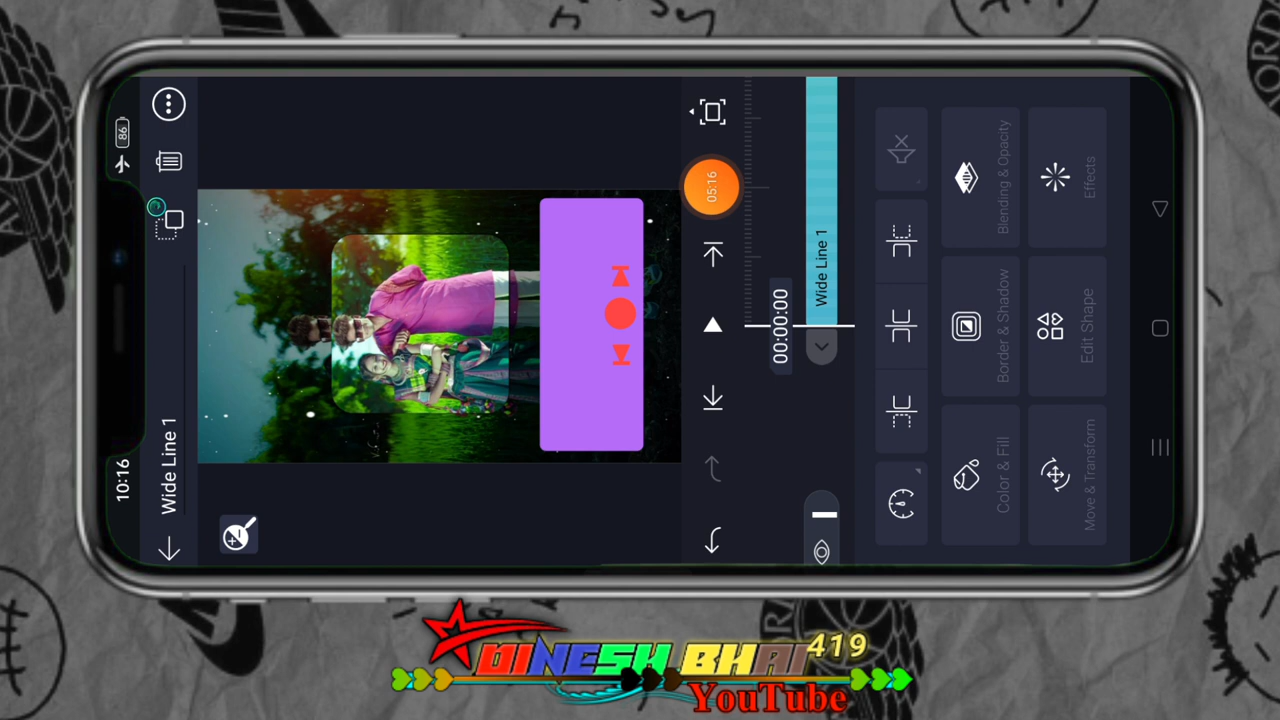 10:16
86
Wide Line 1
05:16
00:00:00
Wide Line 1
Move & Transform
Edit Shape
Effects
Color & Fill
Border & Shadow
Blending & Opacity
DINESH BHAI 419
YouTube